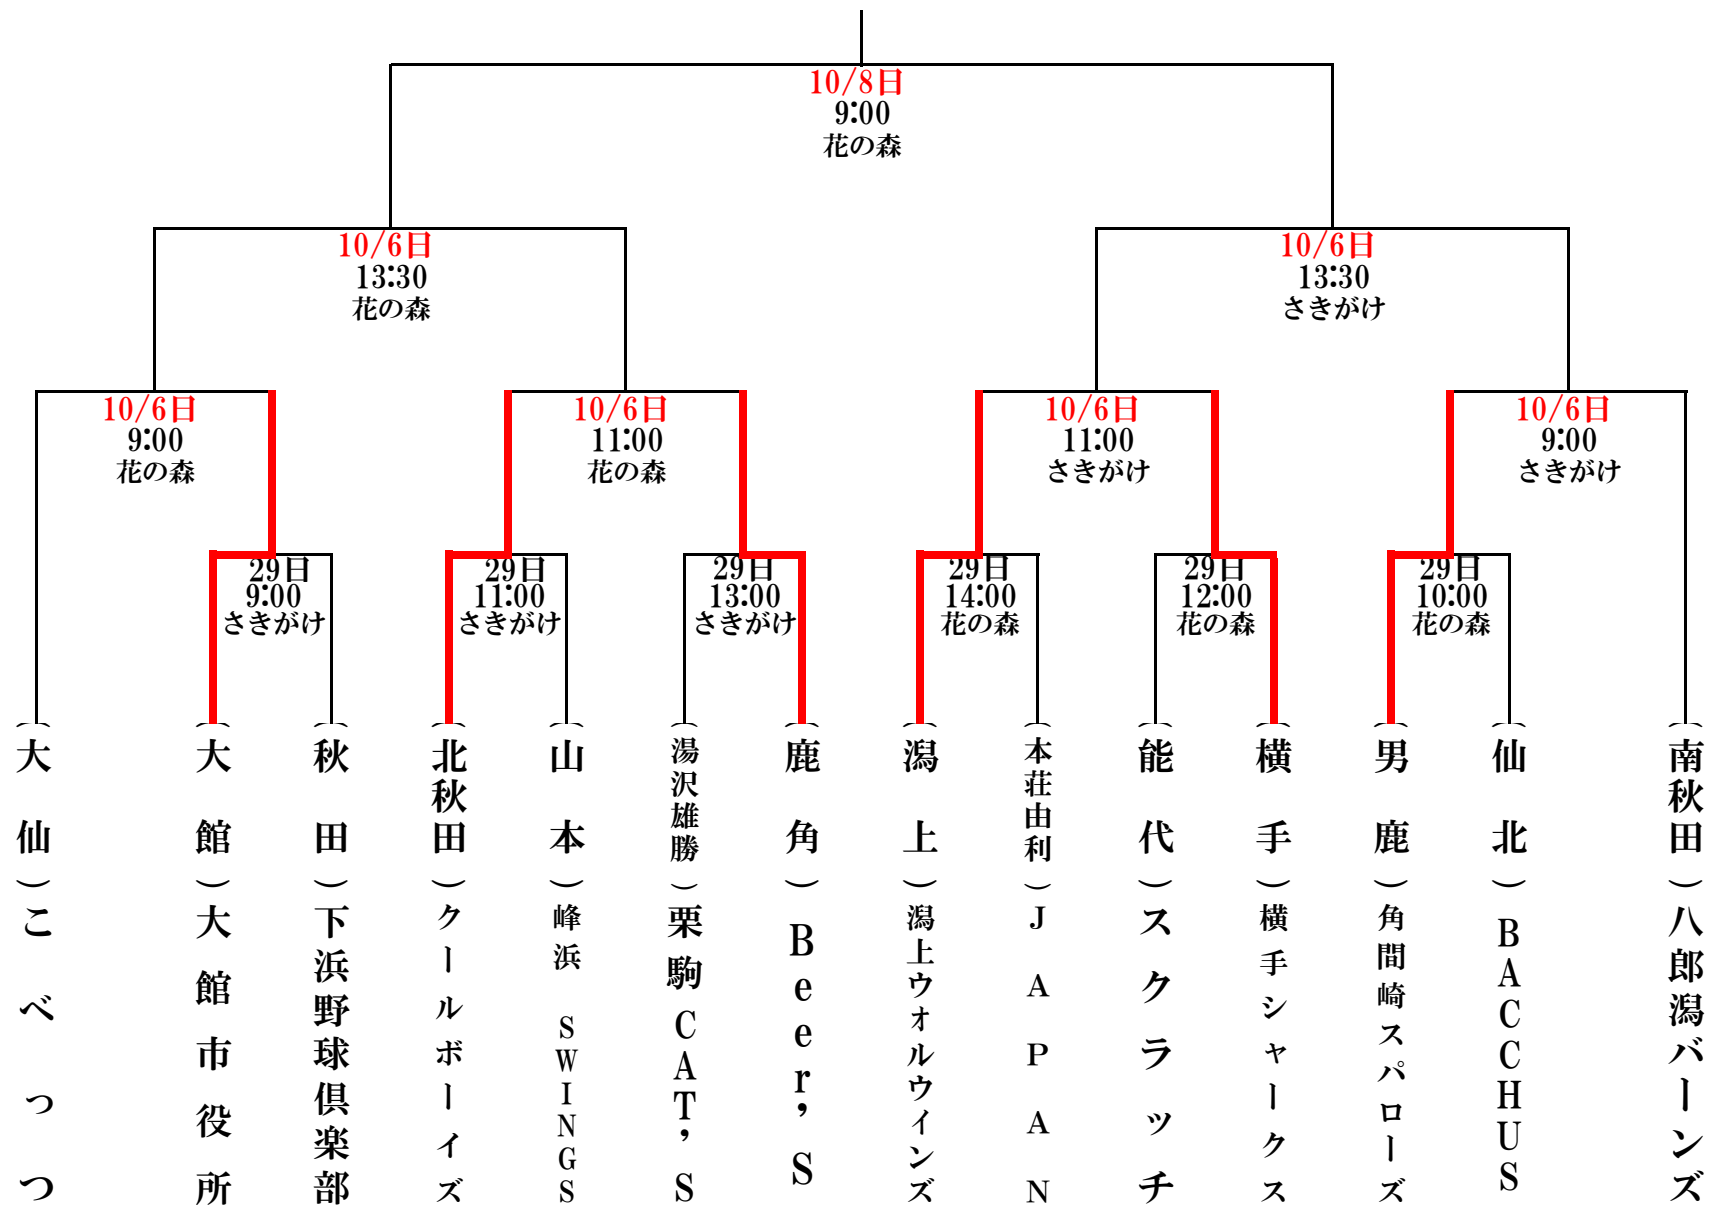 10/8日
9:00
花の森
10/6日
13:30
花の森
10/6日
13:30
さきがけ
10/6日
9:00
花の森
10/6日
11:00
花の森
10/6日
11:00
さきがけ
10/6日
9:00
さきがけ
29日
9:00
さきがけ
29日
11:00
さきがけ
29日
13:00
さきがけ
29日
14:00
花の森
29日
12:00
花の森
29日
10:00
花の森
(大仙)こべっつ
(大館)大館市役所
(秋田)下浜野球倶楽部
(北秋田)クールボーイズ
(山本)峰浜 SWINGS
(湯沢雄勝)栗駒CAT’S
(鹿角)Beer’S
(潟上)潟上ウオルウインズ
(本荘由利)JAPAN
(能代)スクラッチ
(横手)横手シャークス
(男鹿)角間崎スパローズ
(仙北)BACCHUS
(南秋田)八郎潟バーンズ